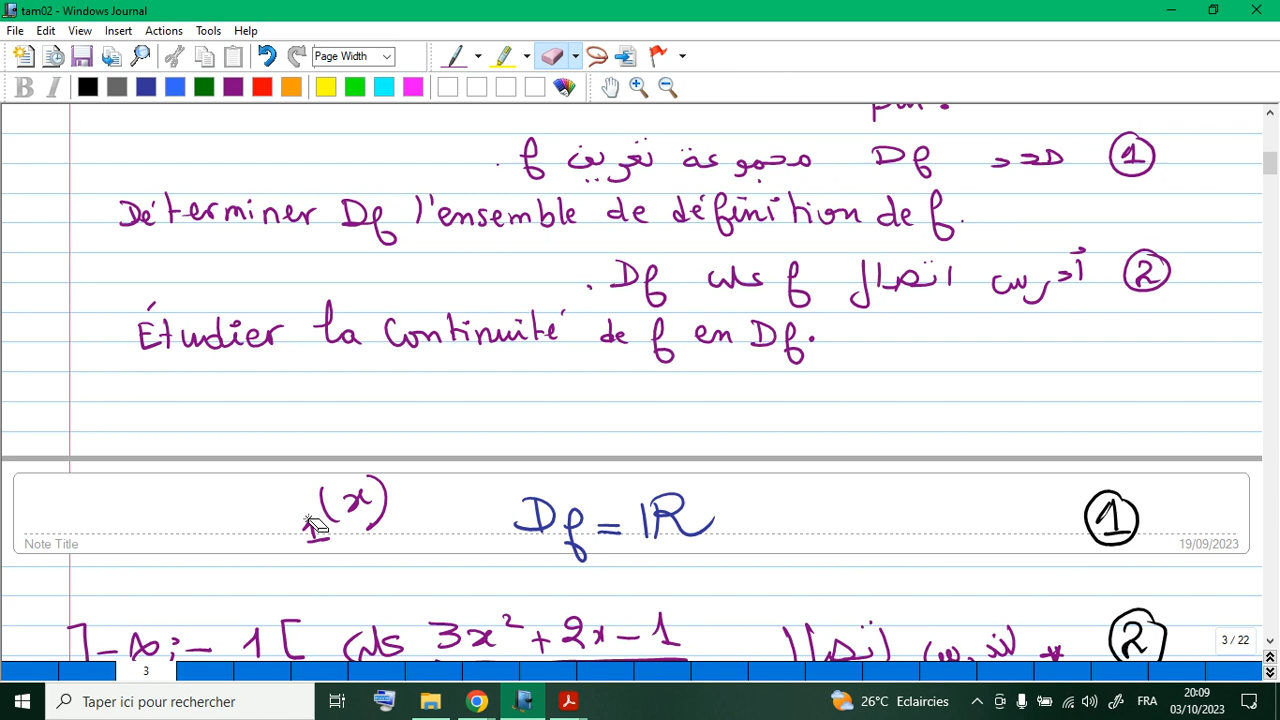 tam02 - Windows Journal
File Edit View Insert Actions Tools Help
Page Width
B I
① حدد Df مجموعة تعريف f .
Déterminer Df l'ensemble de définition de f.
② أدرس اتصال f على Df .
Étudier la Continuité de f en Df.
① Df = ℝ
(x)
1
Note Title
19/09/2023
② * لندرس اتصال 3x² + 2x - 1 على ]-∞; -1[
3 / 22
3
Taper ici pour rechercher
26°C Eclaircies
FRA
20:09
03/10/2023